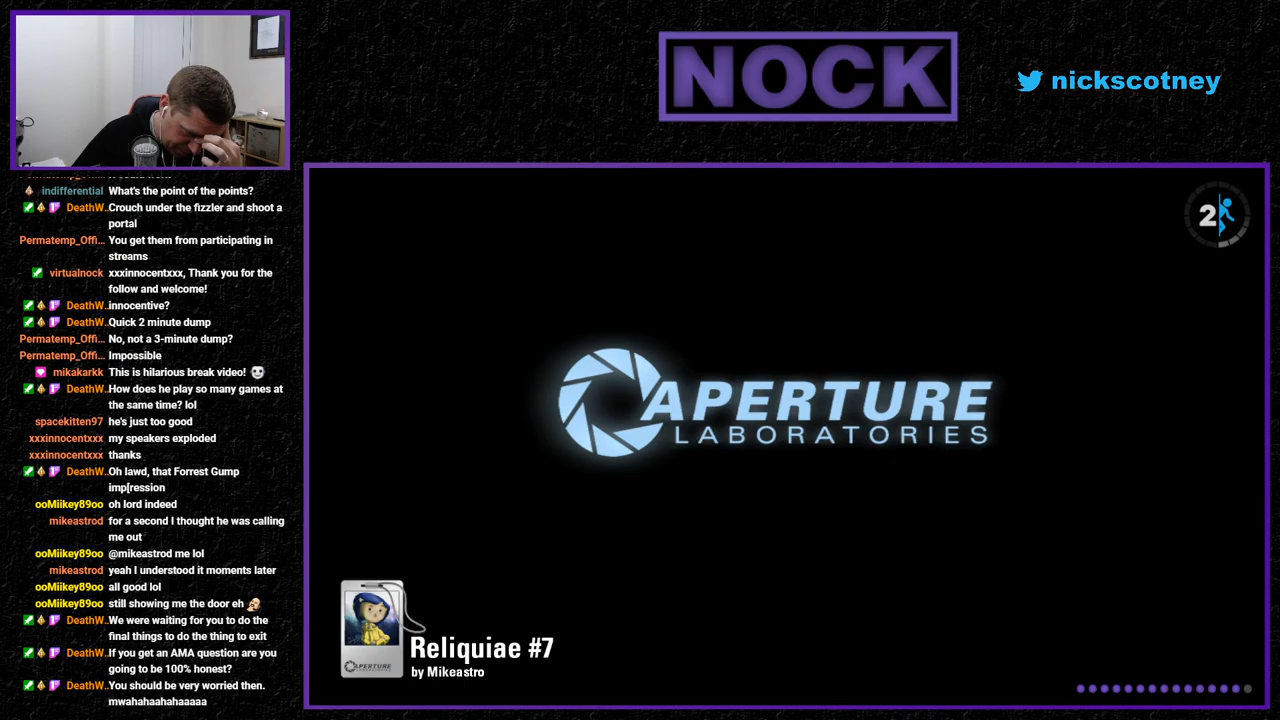 NOCK
nickscotney
indifferential What's the point of the points?
DeathW.. Crouch under the fizzler and shoot a
portal
Permatemp_Offi... You get them from participating in
streams
virtualnock xxxinnocentxxx, Thank you for the
follow and welcome!
DeathW.. innocentive?
DeathW.. Quick 2 minute dump
Permatemp_Offi... No, not a 3-minute dump?
Permatemp_Offi... Impossible
mikakarkk This is hilarious break video!
DeathW.. How does he play so many games at
the same time? lol
spacekitten97 he's just too good
xxxinnocentxxx my speakers exploded
xxxinnocentxxx thanks
DeathW.. Oh lawd, that Forrest Gump
imp[ression
ooMiikey89oo oh lord indeed
mikeastrod for a second I thought he was calling
me out
ooMiikey89oo @mikeastrod me lol
mikeastrod yeah I understood it moments later
ooMiikey89oo all good lol
ooMiikey89oo still showing me the door eh
DeathW.. We were waiting for you to do the
final things to do the thing to exit
DeathW.. If you get an AMA question are you
going to be 100% honest?
DeathW.. You should be very worried then.
mwahahaahahaaaaa
2
APERTURE
LABORATORIES
APERTURE
LABORATORIES
Reliquiae #7
by Mikeastro